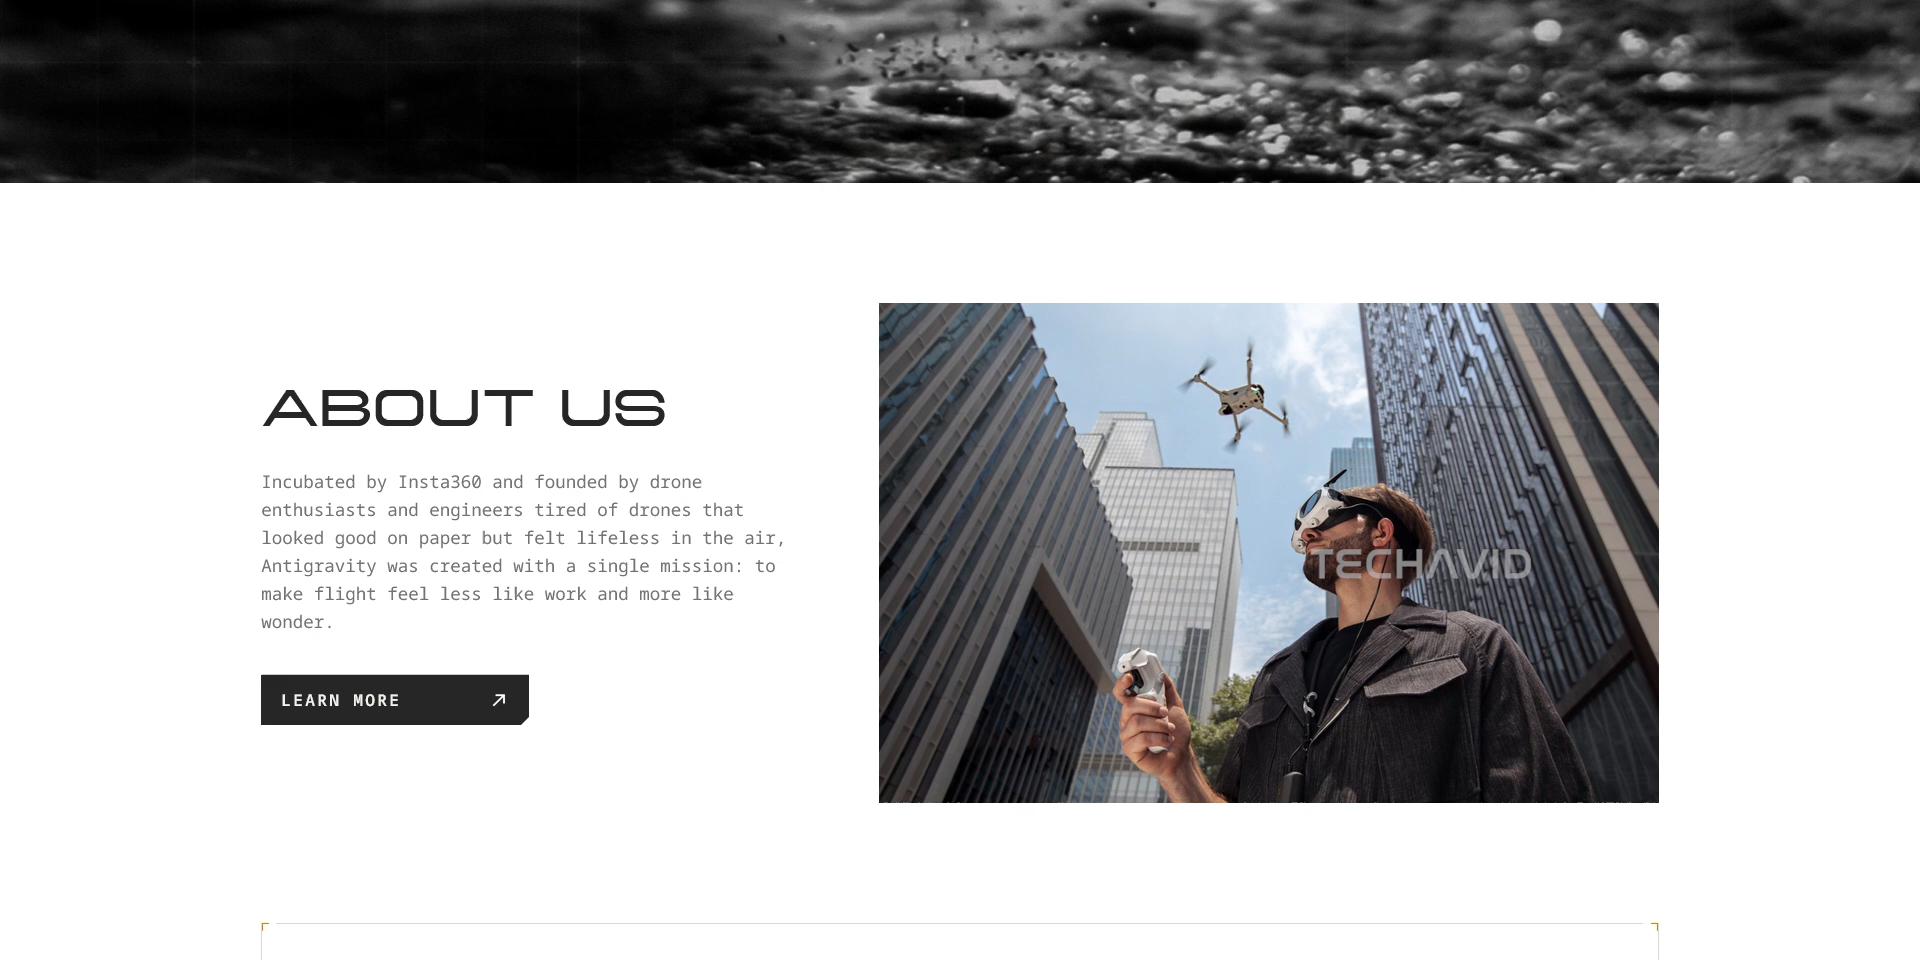 ABOUT US
Incubated by Insta360 and founded by drone
enthusiasts and engineers tired of drones that
looked good on paper but felt lifeless in the air,
Antigravity was created with a single mission: to
make flight feel less like work and more like
wonder.
LEARN MORE
TECHAVID